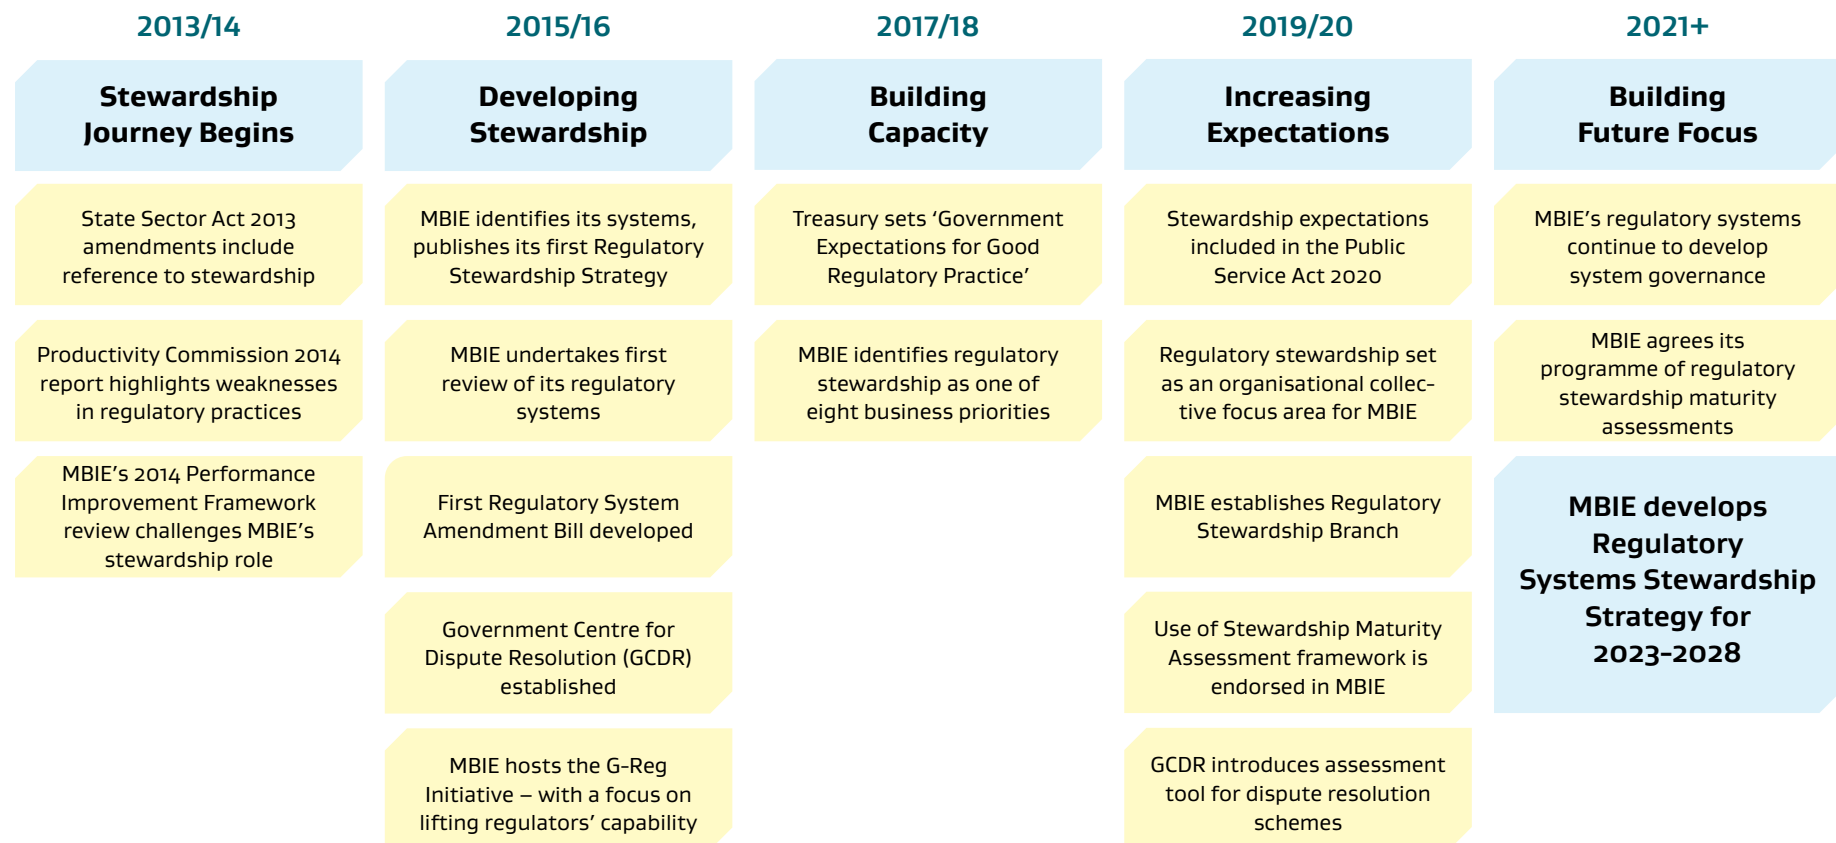 2013/14
Stewardship
Journey Begins
State Sector Act 2013
amendments include
reference to stewardship
Productivity Commission 2014
report highlights weaknesses
in regulatory practices
MBIE’s 2014 Performance
Improvement Framework
review challenges MBIE’s
stewardship role
2015/16
Developing
Stewardship
MBIE identifies its systems,
publishes its first Regulatory
Stewardship Strategy
MBIE undertakes first
review of its regulatory
systems
First Regulatory System
Amendment Bill developed
Government Centre for
Dispute Resolution (GCDR)
established
MBIE hosts the G-Reg
Initiative – with a focus on
lifting regulators’ capability
2017/18
Building
Capacity
Treasury sets ‘Government
Expectations for Good
Regulatory Practice’
MBIE identifies regulatory
stewardship as one of
eight business priorities
2019/20
Increasing
Expectations
Stewardship expectations
included in the Public
Service Act 2020
Regulatory stewardship set
as an organisational collec-
tive focus area for MBIE
MBIE establishes Regulatory
Stewardship Branch
Use of Stewardship Maturity
Assessment framework is
endorsed in MBIE
GCDR introduces assessment
tool for dispute resolution
schemes
2021+
Building
Future Focus
MBIE’s regulatory systems
continue to develop
system governance
MBIE agrees its
programme of regulatory
stewardship maturity
assessments
MBIE develops
Regulatory
Systems Stewardship
Strategy for
2023–2028